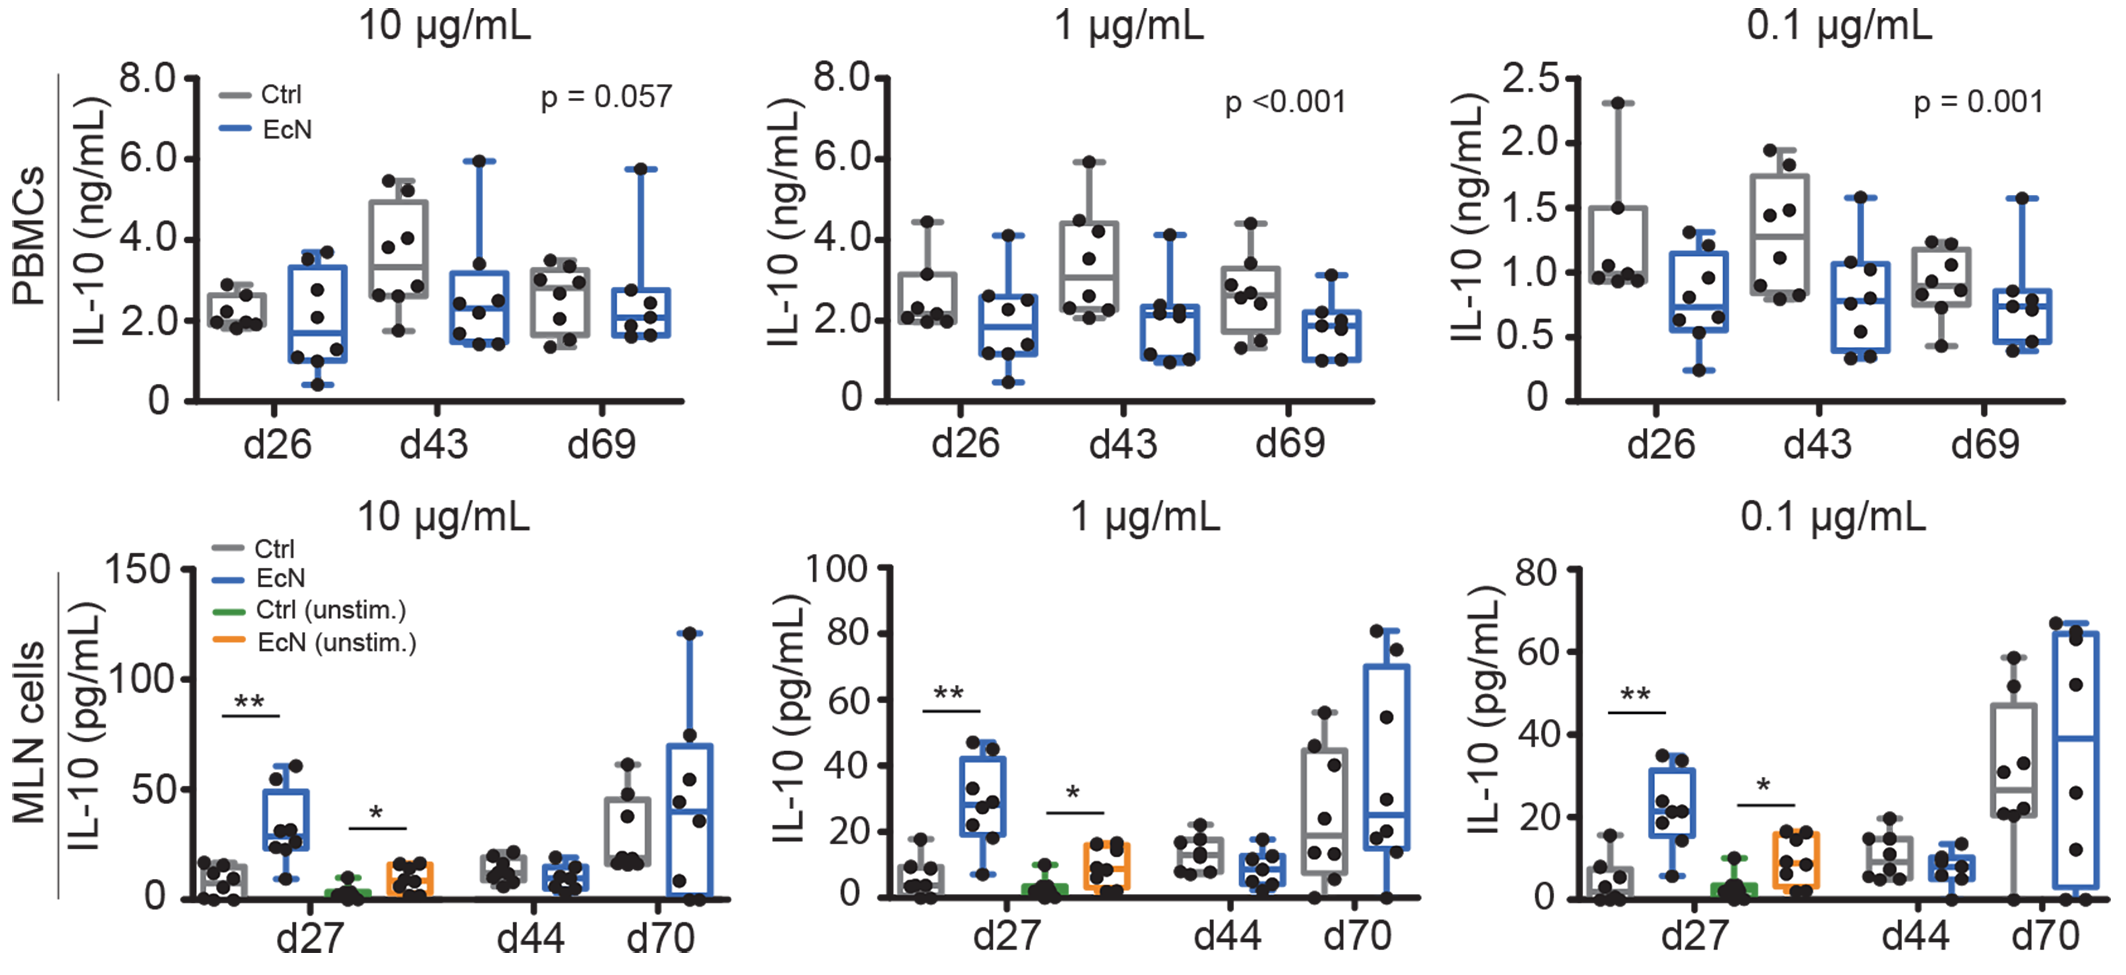 10 µg/mL
1 µg/mL
0.1 µg/mL
PBMCs
IL-10 (ng/mL)
8.0
6.0
4.0
2.0
0
Ctrl
EcN
p = 0.057
d26
d43
d69
IL-10 (ng/mL)
8.0
6.0
4.0
2.0
0
p <0.001
d26
d43
d69
IL-10 (ng/mL)
2.5
2.0
1.5
1.0
0.5
0
p = 0.001
d26
d43
d69
10 µg/mL
1 µg/mL
0.1 µg/mL
MLN cells
IL-10 (pg/mL)
150
100
50
0
Ctrl
EcN
Ctrl (unstim.)
EcN (unstim.)
**
*
d27
d44
d70
IL-10 (pg/mL)
100
80
60
40
20
0
**
*
d27
d44
d70
IL-10 (pg/mL)
80
60
40
20
0
**
*
d27
d44
d70